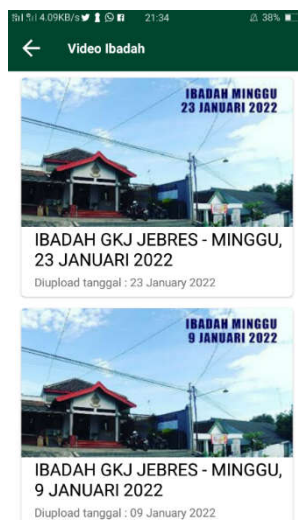 4.09KB/s 21:34 38%
Video Ibadah
IBADAH MINGGU
23 JANUARI 2022
IBADAH GKJ JEBRES - MINGGU,
23 JANUARI 2022
Diupload tanggal : 23 January 2022
IBADAH MINGGU
9 JANUARI 2022
IBADAH GKJ JEBRES - MINGGU,
9 JANUARI 2022
Diupload tanggal : 09 January 2022